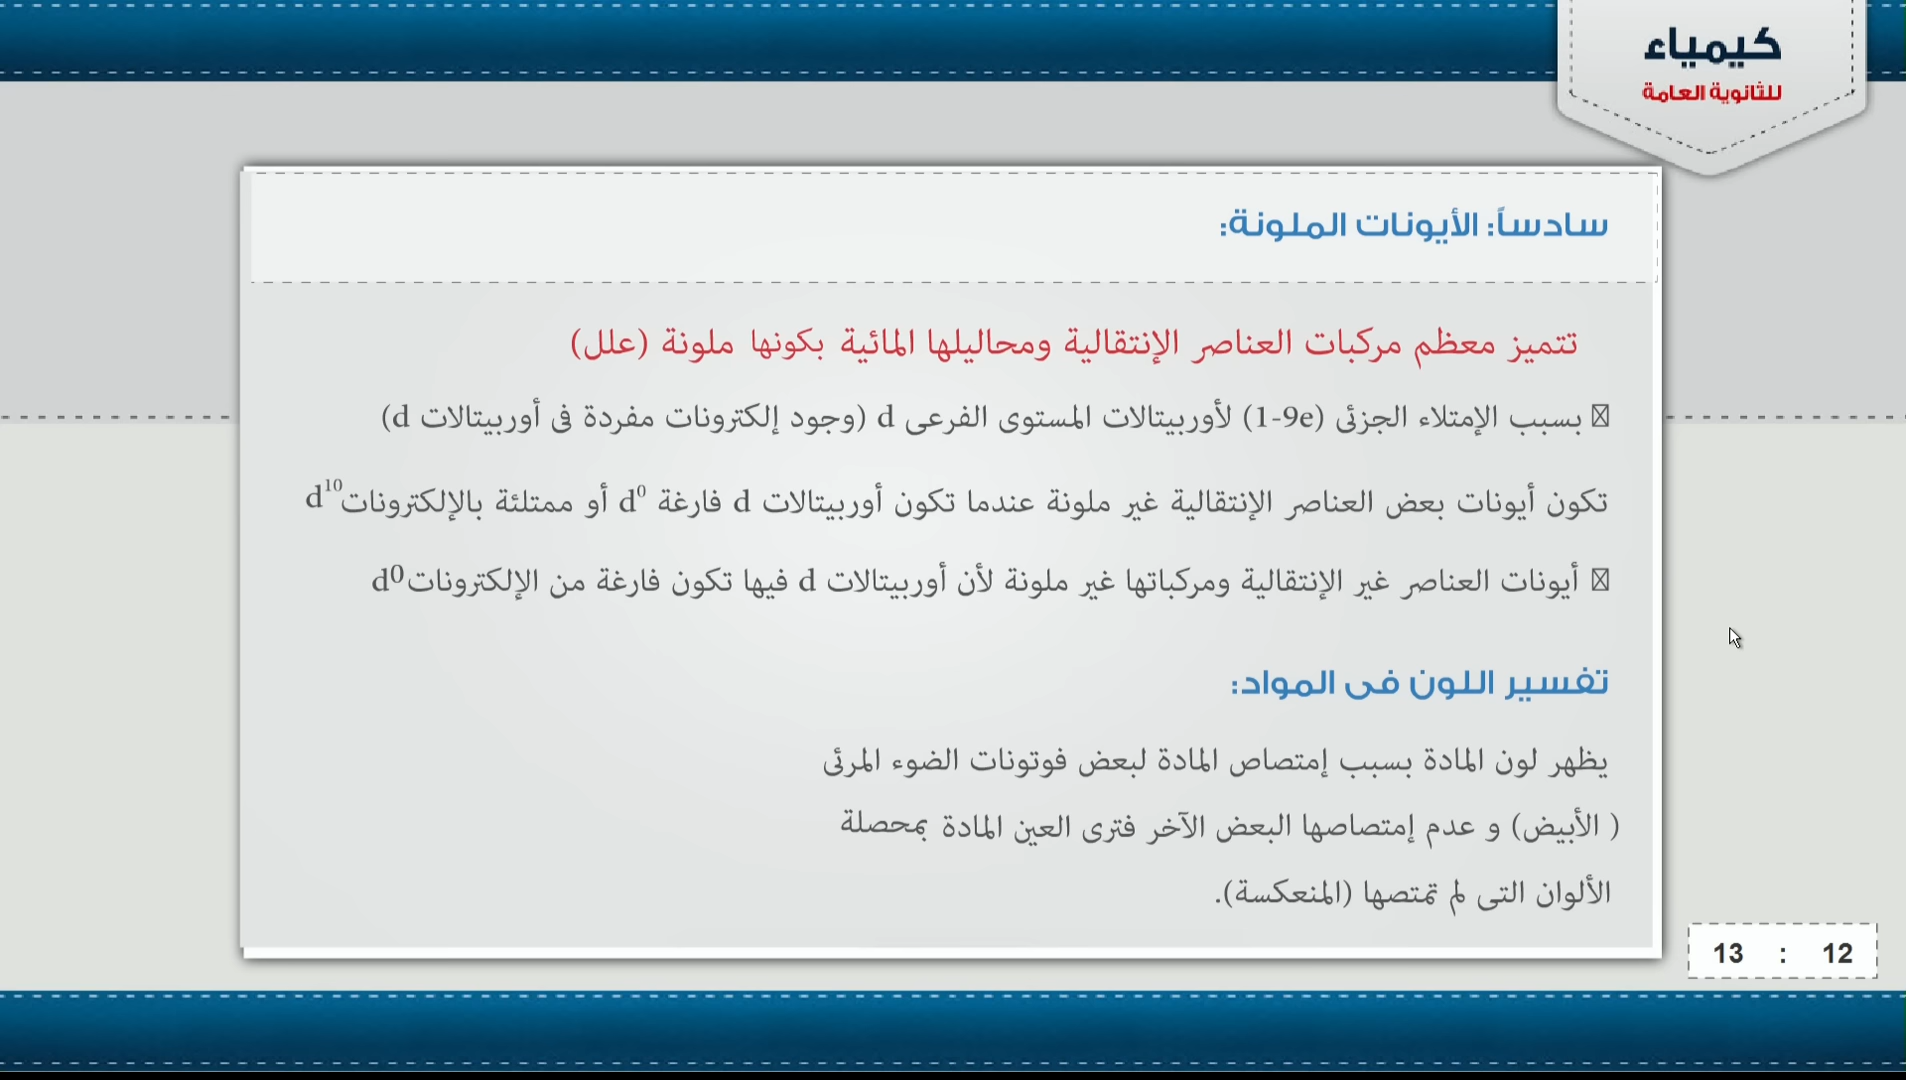 كيمياء
للثانوية العامة
سادساً: الأيونات الملونة:
تتميز معظم مركبات العناصر الإنتقالية ومحاليلها المائية بكونها ملونة (علل)
بسبب الإمتلاء الجزئى (1-9e) لأوربيتالات المستوى الفرعى d (وجود إلكترونات مفردة فى أوربيتالات d)
تكون أيونات بعض العناصر الإنتقالية غير ملونة عندما تكون أوربيتالات d فارغة d⁰ أو ممتلئة بالإلكترونات d¹⁰
أيونات العناصر غير الإنتقالية ومركباتها غير ملونة لأن أوربيتالات d فيها تكون فارغة من الإلكترونات d⁰
تفسير اللون فى المواد:
يظهر لون المادة بسبب إمتصاص المادة لبعض فوتونات الضوء المرئى
( الأبيض) و عدم إمتصاصها البعض الآخر فترى العين المادة بمحصلة
الألوان التى لم تمتصها (المنعكسة).
13 : 12